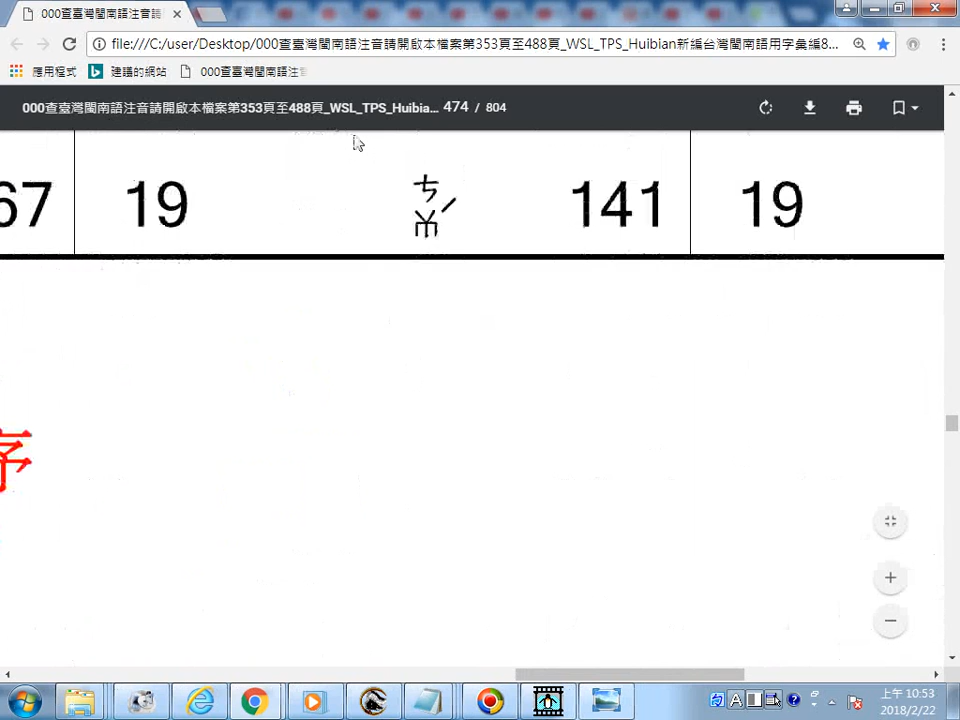 000查臺灣閩南語注音請
file:///C:/user/Desktop/000查臺灣閩南語注音請開啟本檔案第353頁至488頁_WSL_TPS_Huibian新編台灣閩南語用字彙編8...
應用程式 建議的網站 000查臺灣閩南語注音
000查臺灣閩南語注音請開啟本檔案第353頁至488頁_WSL_TPS_Huibia... 474 / 804
67 19 141 19
序
上午 10:53
2018/2/22